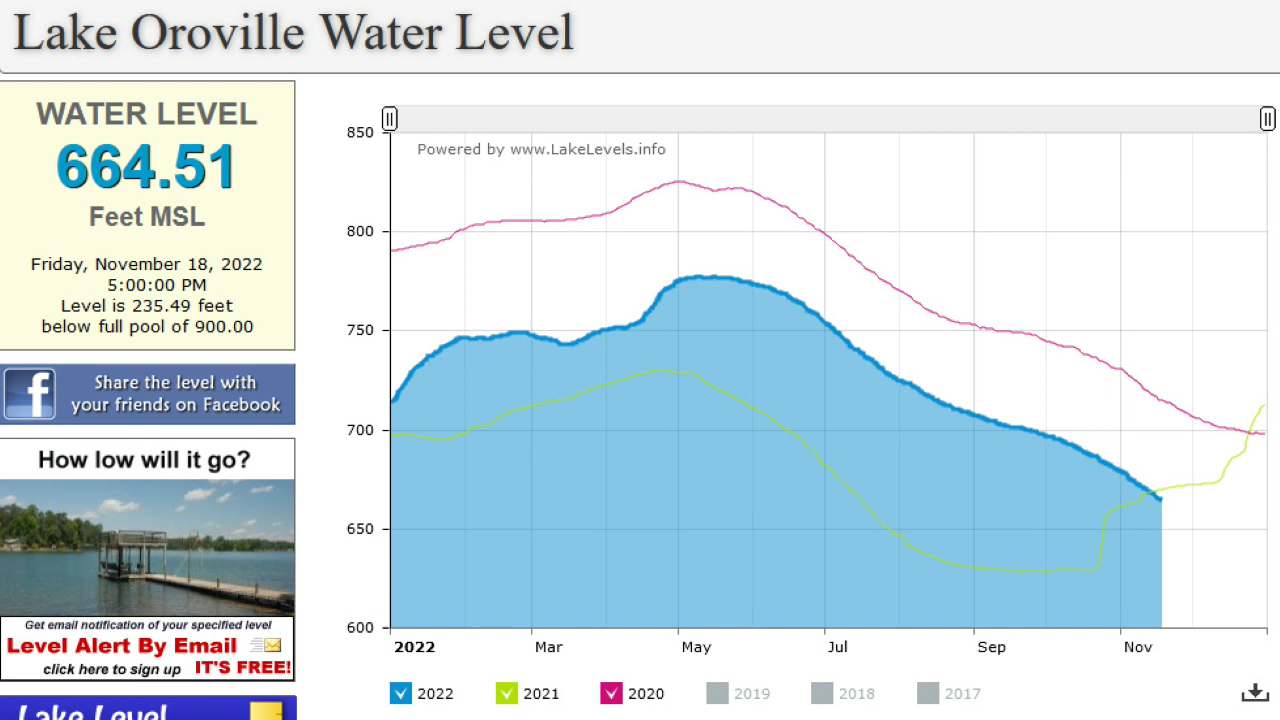 Lake Oroville Water Level
WATER LEVEL
664.51
Feet MSL
Friday, November 18, 2022
5:00:00 PM
Level is 235.49 feet
below full pool of 900.00
f Share the level with
your friends on Facebook
How low will it go?
Get email notification of your specified level
Level Alert By Email
click here to sign up IT'S FREE!
Lake Level
Powered by www.LakeLevels.info
850
800
750
700
650
600
2022 Mar May Jul Sep Nov
2022 2021 2020 2019 2018 2017